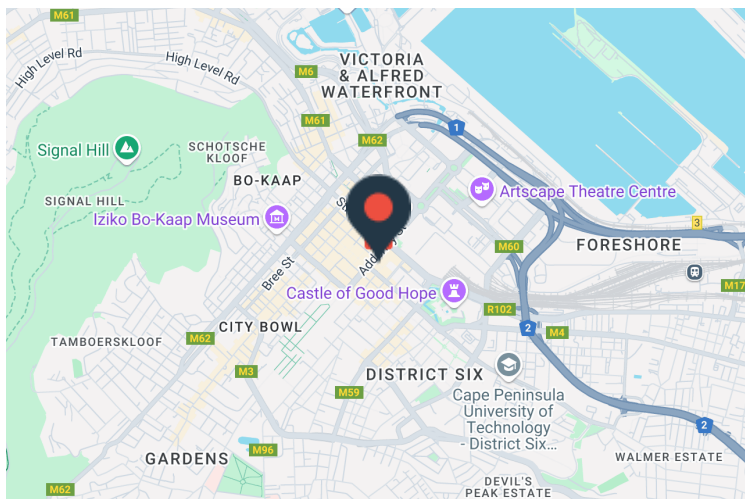 M61
High Level Rd
High Level Rd
VICTORIA
& ALFRED
WATERFRONT
M6
M61
1
M62
Signal Hill
SCHOTSCHE
KLOOF
BO-KAAP
SIGNAL HILL
Iziko Bo-Kaap Museum
Artscape Theatre Centre
3
M60
FORESHORE
Bree St
Castle of Good Hope
M17
R102
CITY BOWL
2
M4
TAMBOERSKLOOF
M62
M3
DISTRICT SIX
M59
Cape Peninsula
University of
Technology
- District Six...
2
GARDENS
M96
WALMER ESTATE
DEVIL'S
PEAK ESTATE
M62